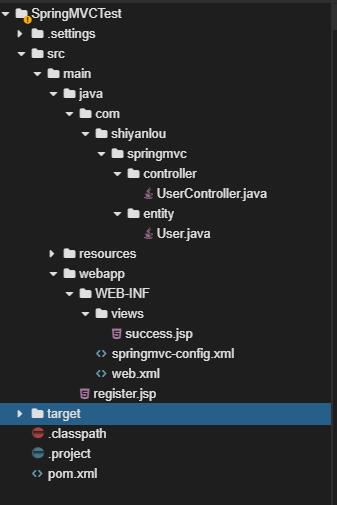 SpringMVCTest
.settings
src
main
java
com
shiyanlou
springmvc
controller
UserController.java
entity
User.java
resources
webapp
WEB-INF
views
success.jsp
springmvc-config.xml
web.xml
register.jsp
target
.classpath
.project
pom.xml